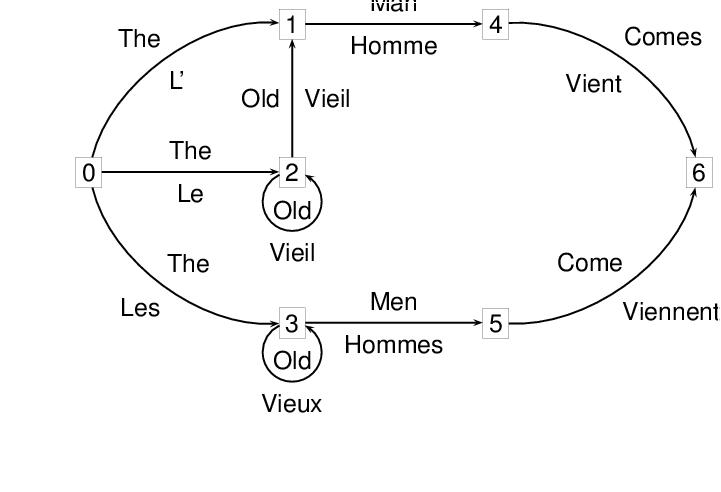 Man
1
4
The
Comes
Homme
L’
Vient
Old
Vieil
The
0
2
6
Le
Old
Vieil
The
Come
Les
Men
Viennent
3
5
Hommes
Old
Vieux